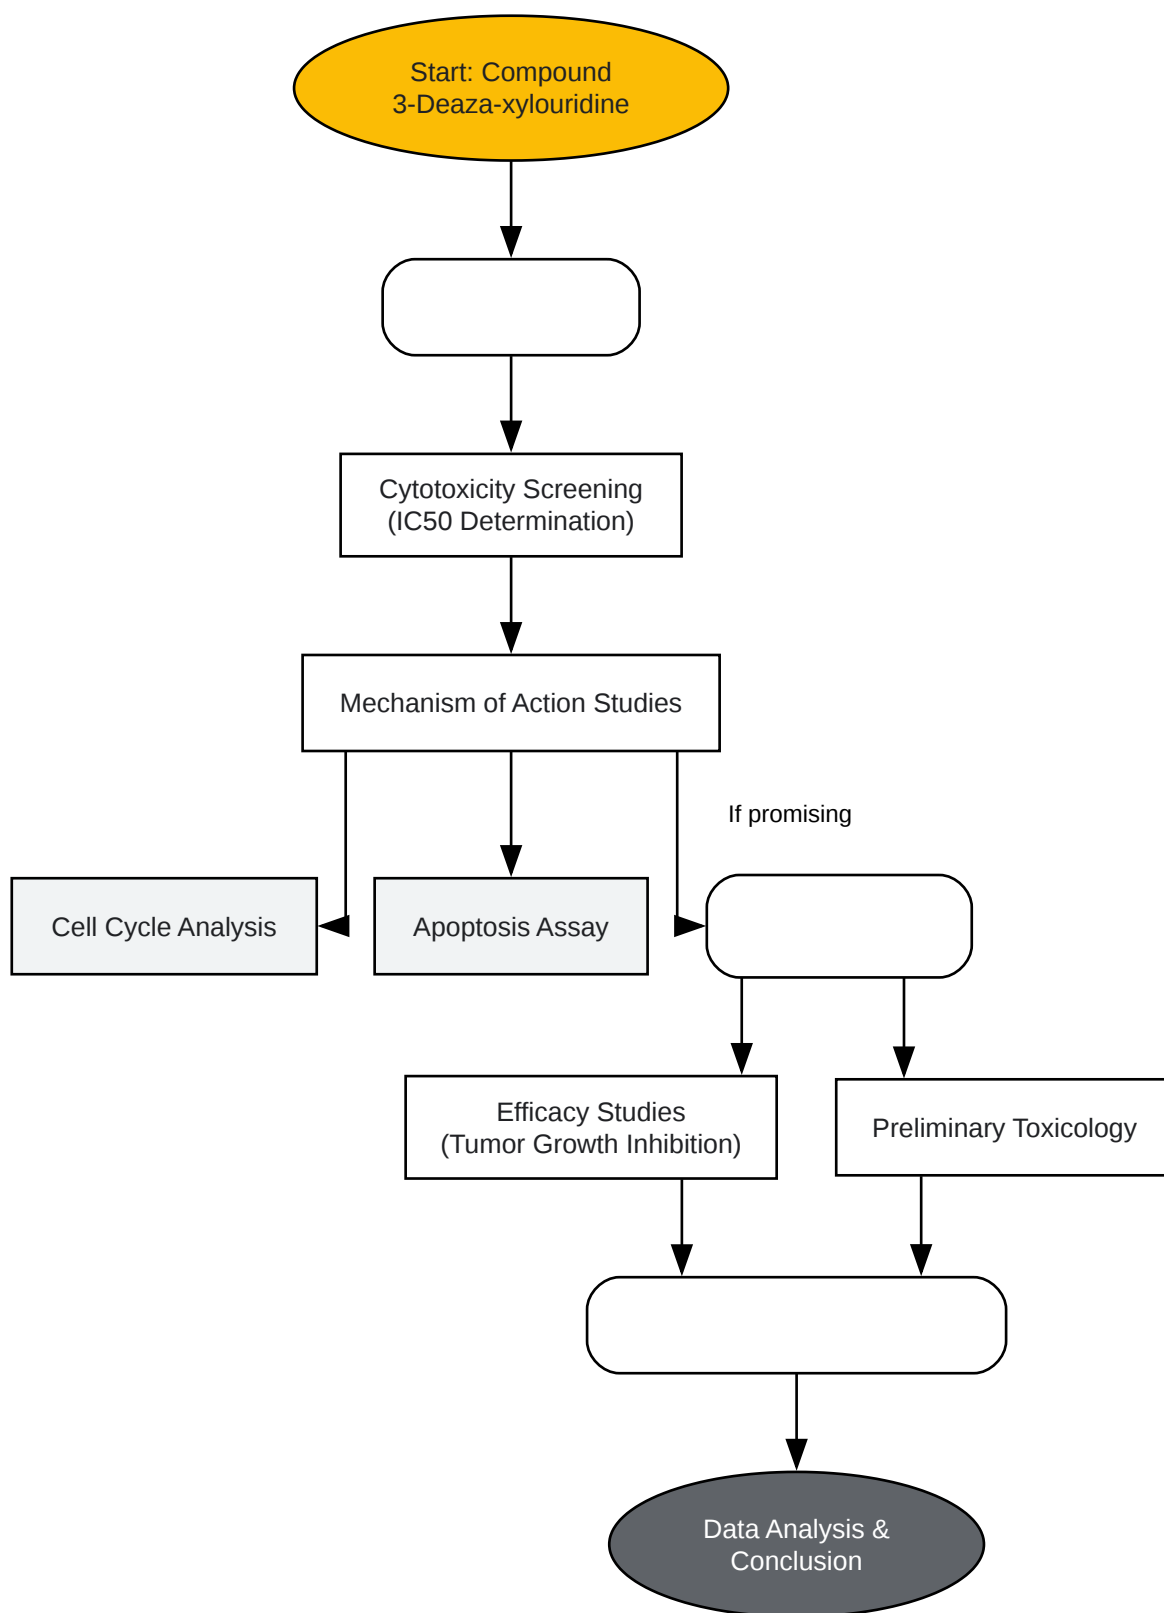 Start: Compound
3-Deaza-xylouridine
Cytotoxicity Screening
(IC50 Determination)
Mechanism of Action Studies
If promising
Cell Cycle Analysis
Apoptosis Assay
Efficacy Studies
(Tumor Growth Inhibition)
Preliminary Toxicology
Data Analysis &
Conclusion